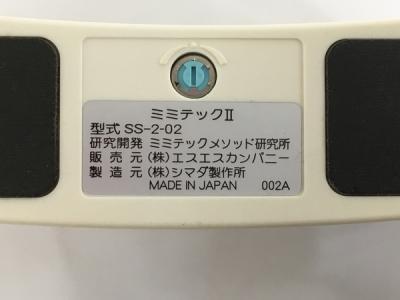 ミミテックⅡ
型式 SS-2-02
研究開発 ミミテックメソッド研究所
販売元 (株)エスエスカンパニー
製造元 (株)シマダ製作所
MADE IN JAPAN 002A